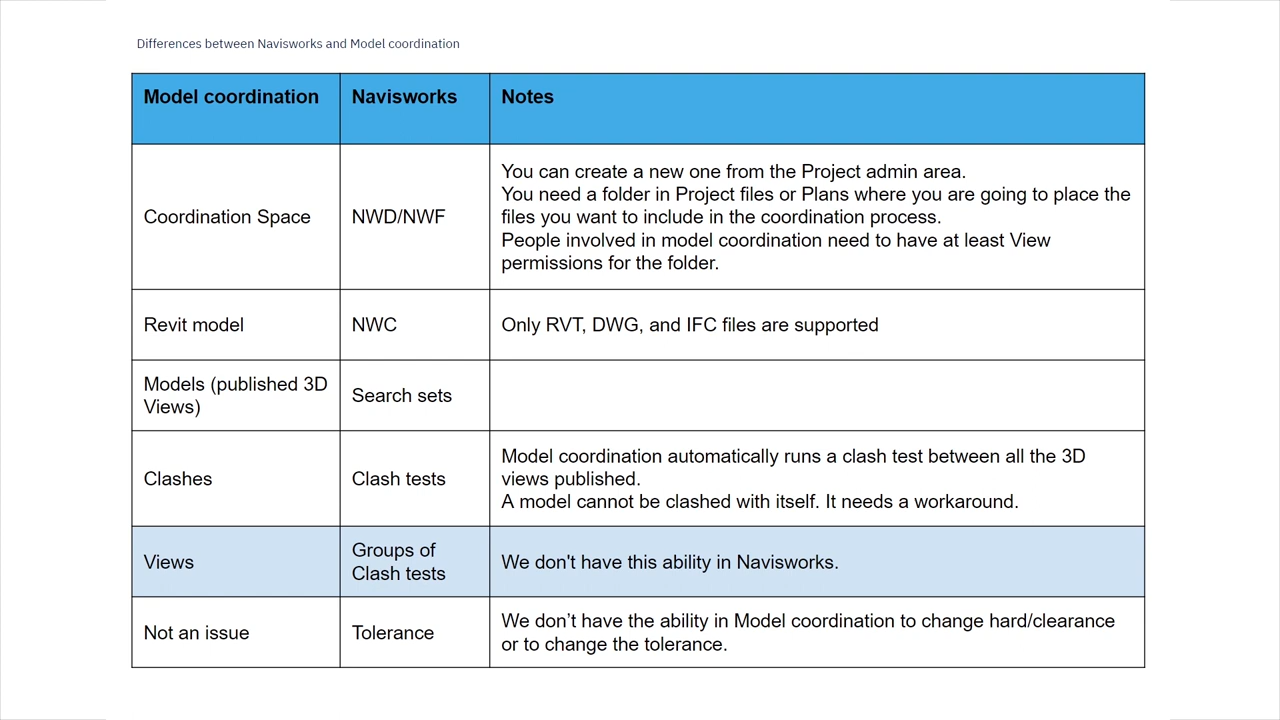 Differences between Navisworks and Model coordination
Model coordination
Navisworks
Notes
Coordination Space
NWD/NWF
You can create a new one from the Project admin area.
You need a folder in Project files or Plans where you are going to place the
files you want to include in the coordination process.
People involved in model coordination need to have at least View
permissions for the folder.
Revit model
NWC
Only RVT, DWG, and IFC files are supported
Models (published 3D
Views)
Search sets
Clashes
Clash tests
Model coordination automatically runs a clash test between all the 3D
views published.
A model cannot be clashed with itself. It needs a workaround.
Views
Groups of
Clash tests
We don't have this ability in Navisworks.
Not an issue
Tolerance
We don’t have the ability in Model coordination to change hard/clearance
or to change the tolerance.